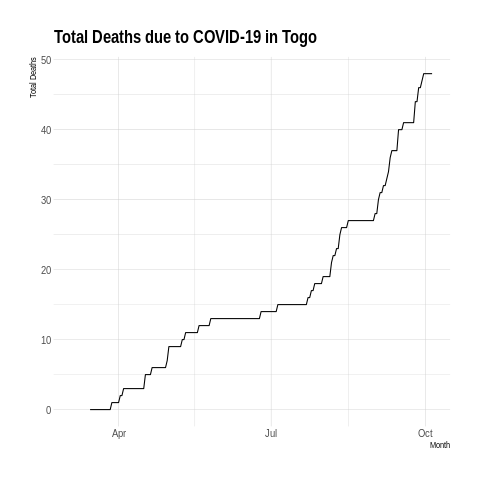 Total Deaths due to COVID-19 in Togo
Total Deaths
50
40
30
20
10
0
Apr
Jul
Oct
Month